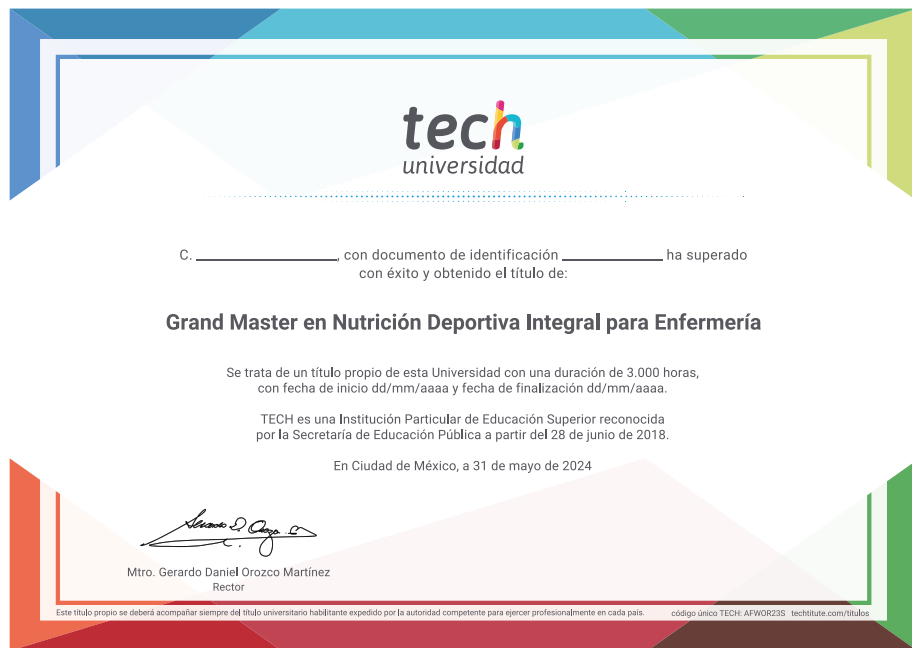 tech
universidad
C. ____________, con documento de identificación ____________ ha superado
con éxito y obtenido el título de:
Grand Master en Nutrición Deportiva Integral para Enfermería
Se trata de un título propio de esta Universidad con una duración de 3.000 horas,
con fecha de inicio dd/mm/aaaa y fecha de finalización dd/mm/aaaa.
TECH es una Institución Particular de Educación Superior reconocida
por la Secretaría de Educación Pública a partir del 28 de junio de 2018.
En Ciudad de México, a 31 de mayo de 2024
Mtro. Gerardo Daniel Orozco Martínez
Rector
Este título propio se deberá acompañar siempre del título universitario habilitante expedido por la autoridad competente para ejercer profesionalmente en cada país. código único TECH: AFWOR23S techtitute.com/titulos